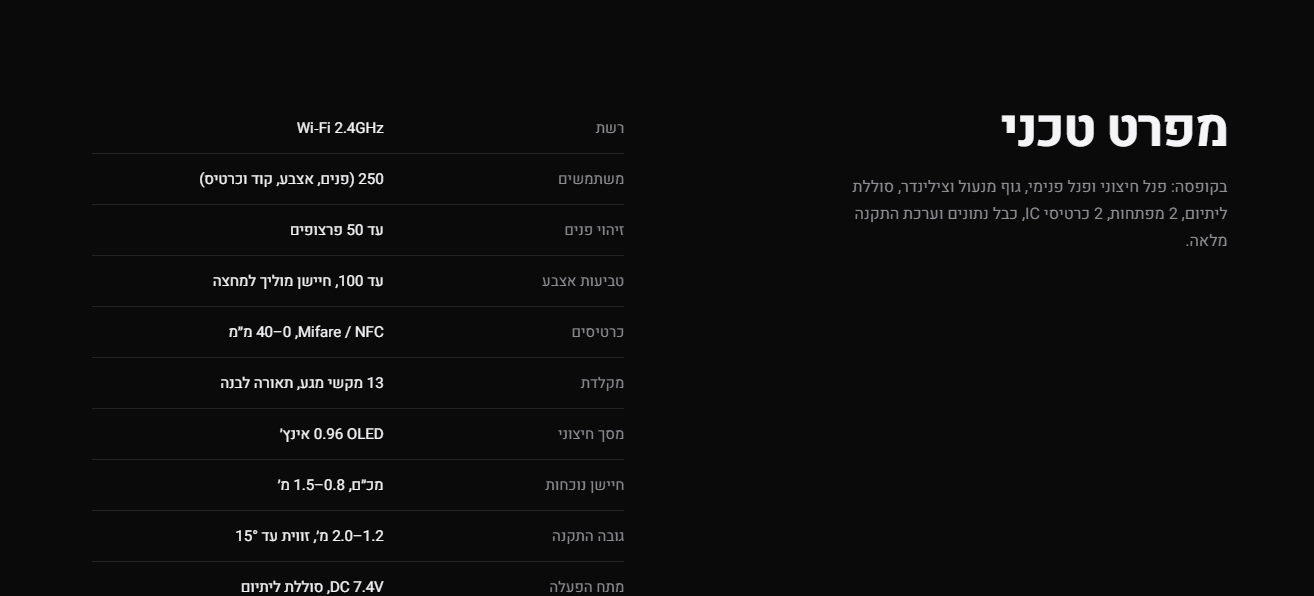 מפרט טכני
בקופסה: פנל חיצוני ופנל פנימי, גוף מנעול וצילינדר, סוללת
ליתיום, 2 מפתחות, 2 כרטיסי IC, כבל נתונים וערכת התקנה
מלאה.
רשת Wi-Fi 2.4GHz
משתמשים 250 (פנים, אצבע, קוד וכרטיס)
זיהוי פנים עד 50 פרצופים
טביעות אצבע עד 100, חיישן מוליך למחצה
כרטיסים Mifare / NFC, 0–40 מ״מ
מקלדת 13 מקשי מגע, תאורה לבנה
מסך חיצוני OLED 0.96 אינץ׳
חיישן נוכחות מכ״ם, 0.8–1.5 מ׳
גובה התקנה 1.2–2.0 מ׳, זווית עד 15°
מתח הפעלה DC 7.4V, סוללת ליתיום